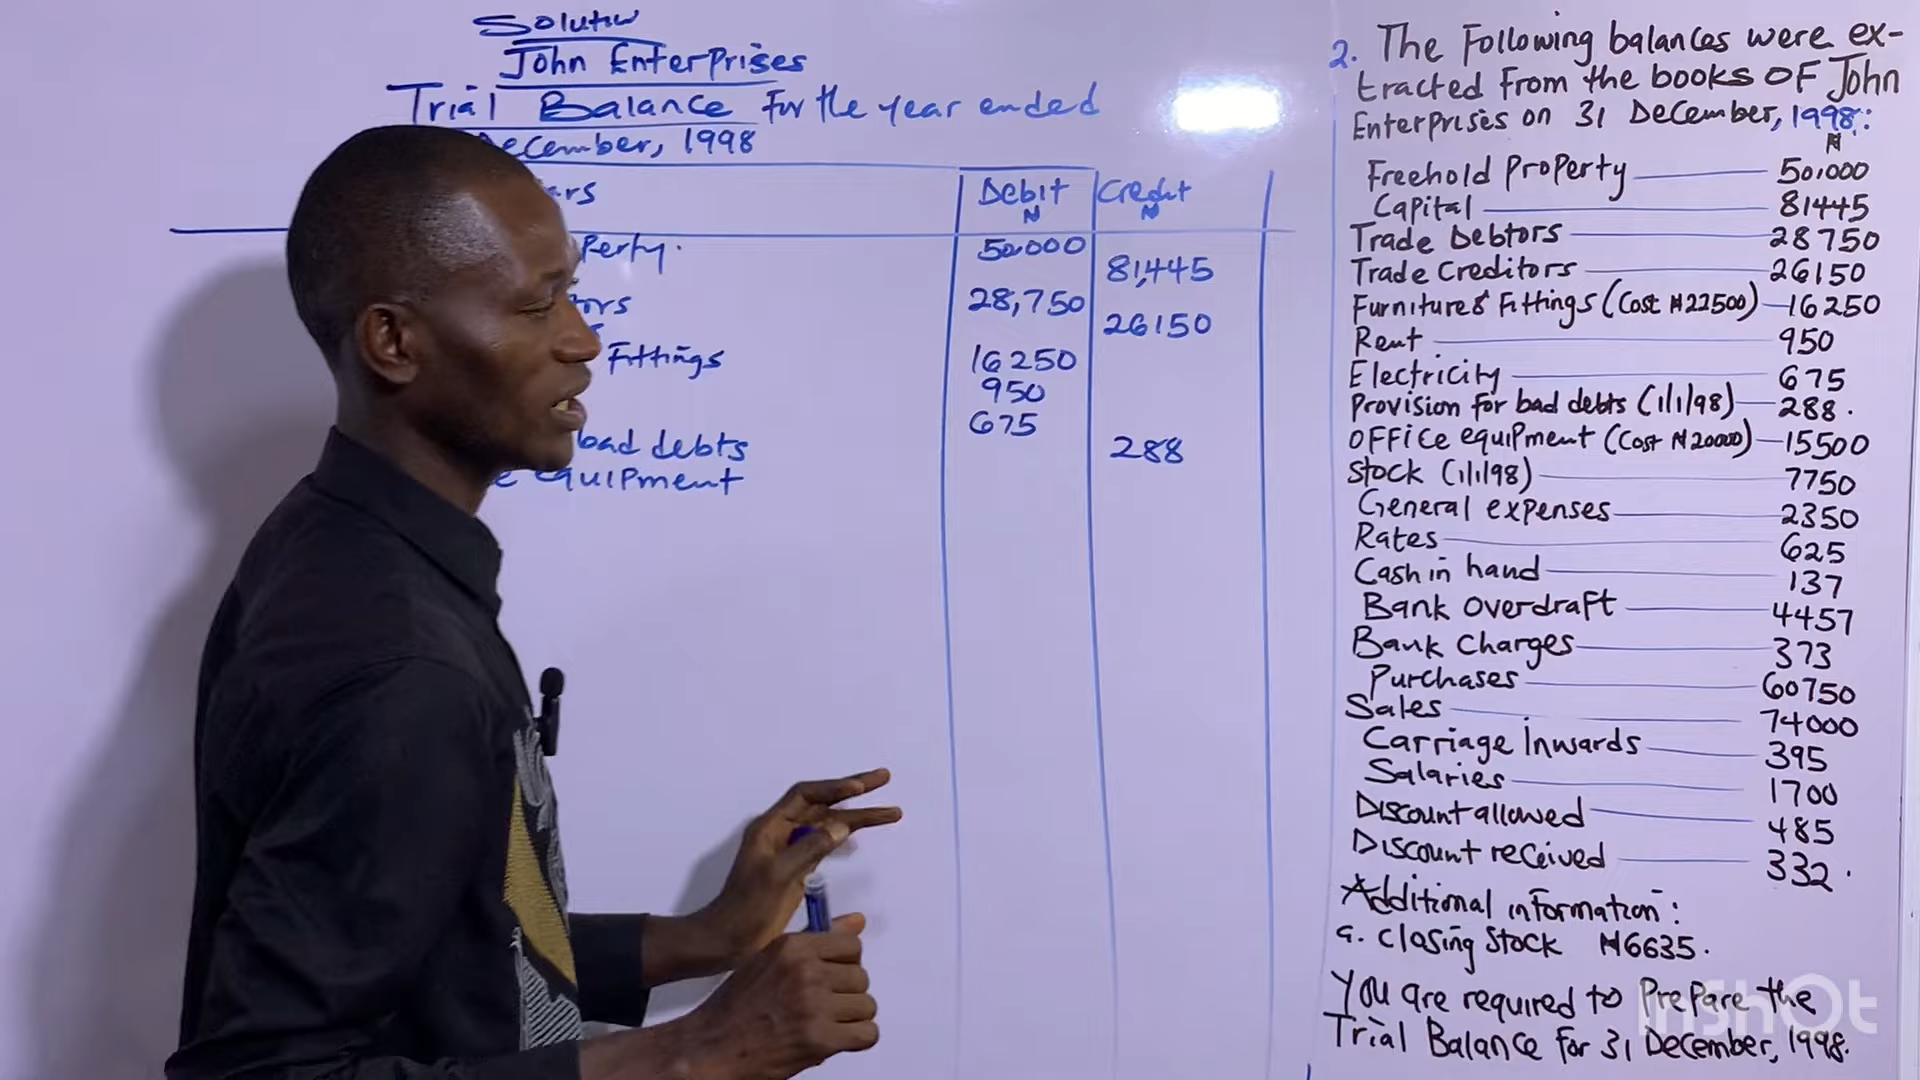 Solution
John Enterprises
Trial Balance for the year ended
December, 1998
Debit Credit
₦ ₦
perty. 50,000
81,445
tors 28,750
26150
Fittings 16250
950
675
bad debts 288
equipment
2. The Following balances were ex-
tracted from the books of John
Enterprises on 31 December, 1998:
₦
Freehold Property 50,000
Capital 81445
Trade Debtors 28750
Trade Creditors 26150
Furniture & Fittings (Cost ₦22500) 16250
Rent 950
Electricity 675
Provision for bad debts (1/1/98) 288.
Office equipment (Cost ₦20000) 15500
Stock (1/1/98) 7750
General expenses 2350
Rates 625
Cash in hand 137
Bank overdraft 4457
Bank Charges 373
Purchases 60750
Sales 74000
Carriage Inwards 395
Salaries 1700
Discount allowed 485
Discount received 332.
Additional information:
a. Closing Stock ₦6635.
You are required to prepare the
Trial Balance for 31 December, 1998.
InShOt